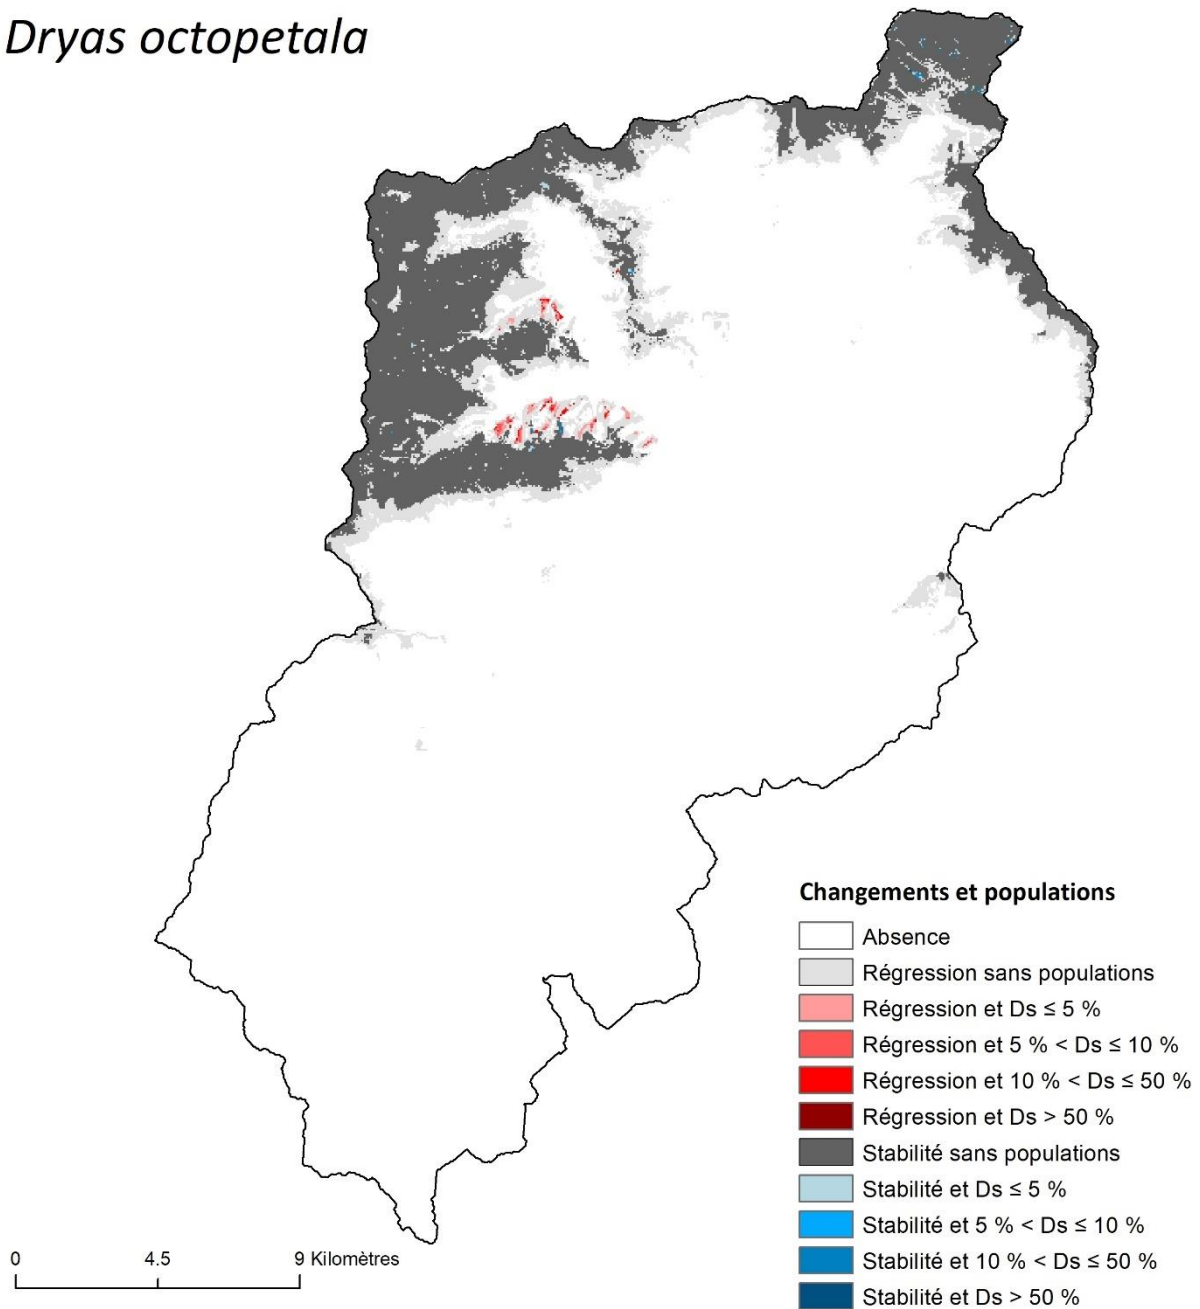 Dryas octopetala
Changements et populations
Absence
Régression sans populations
Régression et Ds ≤ 5 %
Régression et 5 % < Ds ≤ 10 %
Régression et 10 % < Ds ≤ 50 %
Régression et Ds > 50 %
Stabilité sans populations
Stabilité et Ds ≤ 5 %
Stabilité et 5 % < Ds ≤ 10 %
Stabilité et 10 % < Ds ≤ 50 %
Stabilité et Ds > 50 %
0 4.5 9 Kilomètres